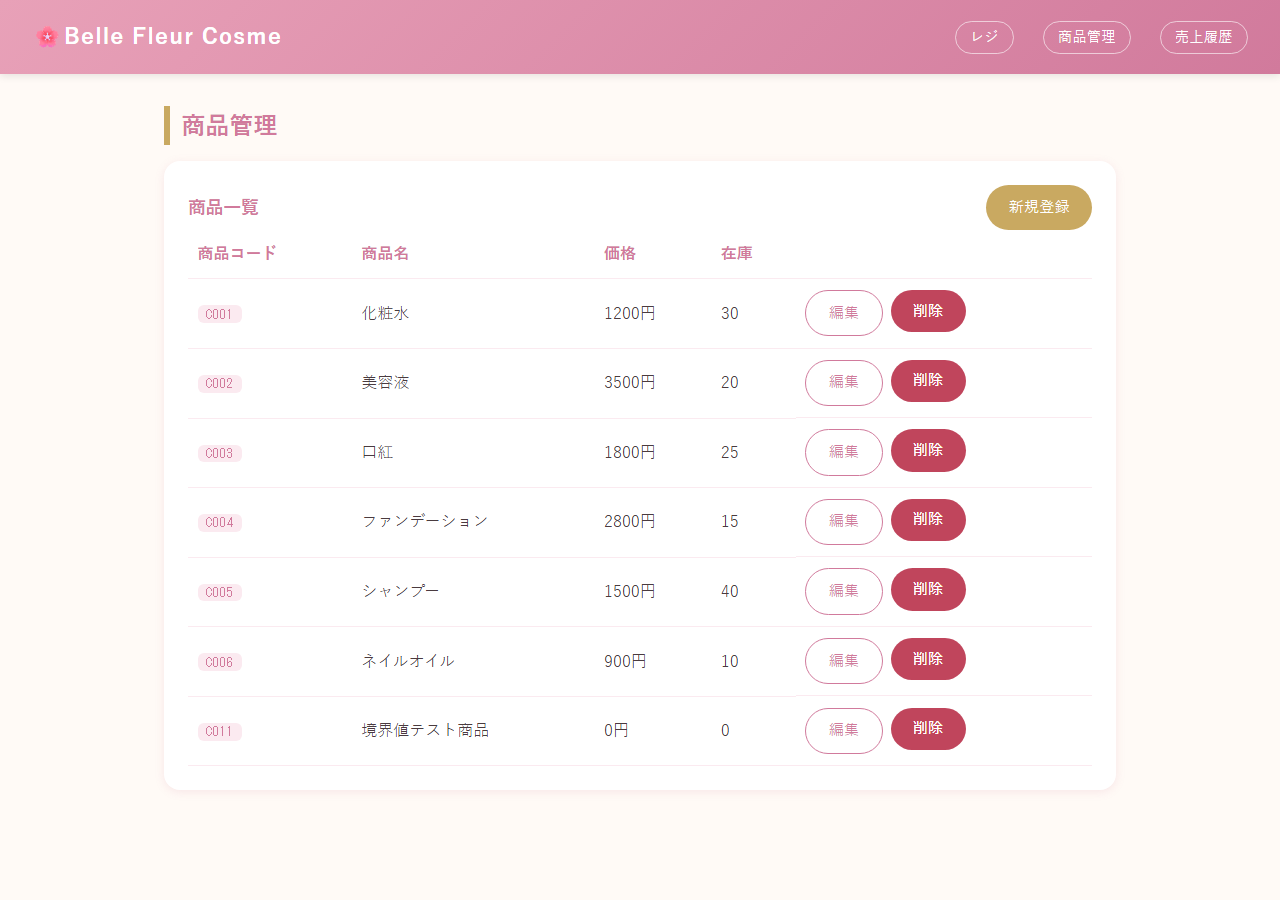 🌸 Belle Fleur Cosme レジ 商品管理 売上履歴
商品管理
商品一覧 新規登録
商品コード 商品名 価格 在庫
C001 化粧水 1200円 30 編集 削除
C002 美容液 3500円 20 編集 削除
C003 口紅 1800円 25 編集 削除
C004 ファンデーション 2800円 15 編集 削除
C005 シャンプー 1500円 40 編集 削除
C006 ネイルオイル 900円 10 編集 削除
C011 境界値テスト商品 0円 0 編集 削除